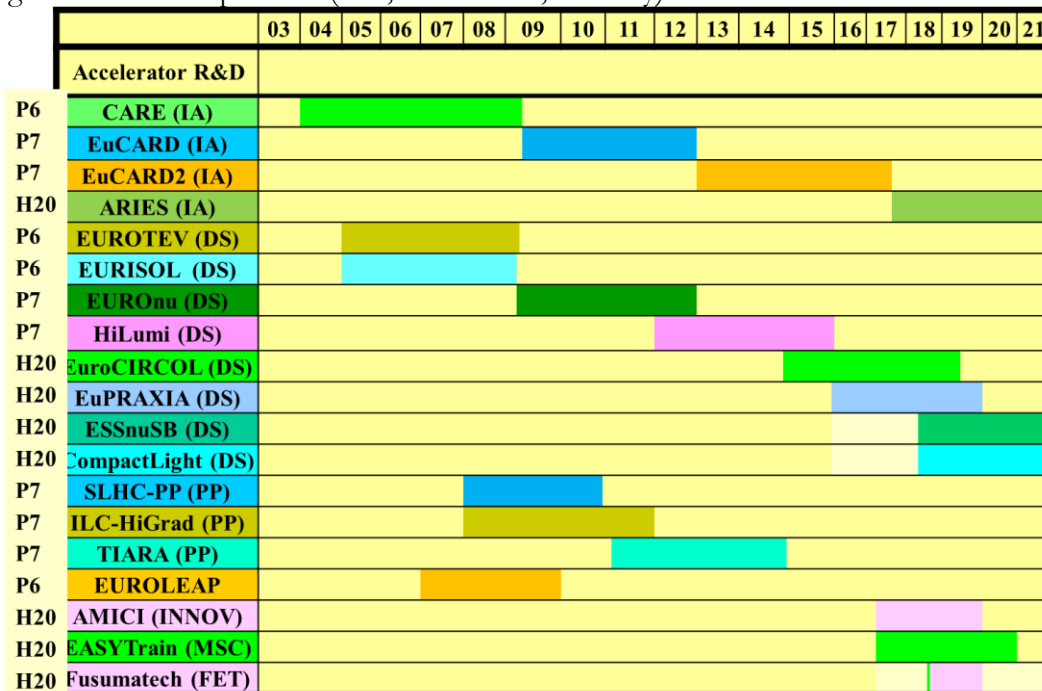 03 04 05 06 07 08 09 10 11 12 13 14 15 16 17 18 19 20 21
Accelerator R&D
P6 CARE (IA)
P7 EuCARD (IA)
P7 EuCARD2 (IA)
H20 ARIES (IA)
P6 EUROTEV (DS)
P6 EURISOL (DS)
P7 EUROnu (DS)
P7 HiLumi (DS)
H20 EuroCIRCOL (DS)
H20 EuPRAXIA (DS)
H20 ESSnuSB (DS)
H20 CompactLight (DS)
P7 SLHC-PP (PP)
P7 ILC-HiGrad (PP)
P7 TIARA (PP)
P6 EUROLEAP
H20 AMICI (INNOV)
H20 EASYTrain (MSC)
H20 Fusumatech (FET)